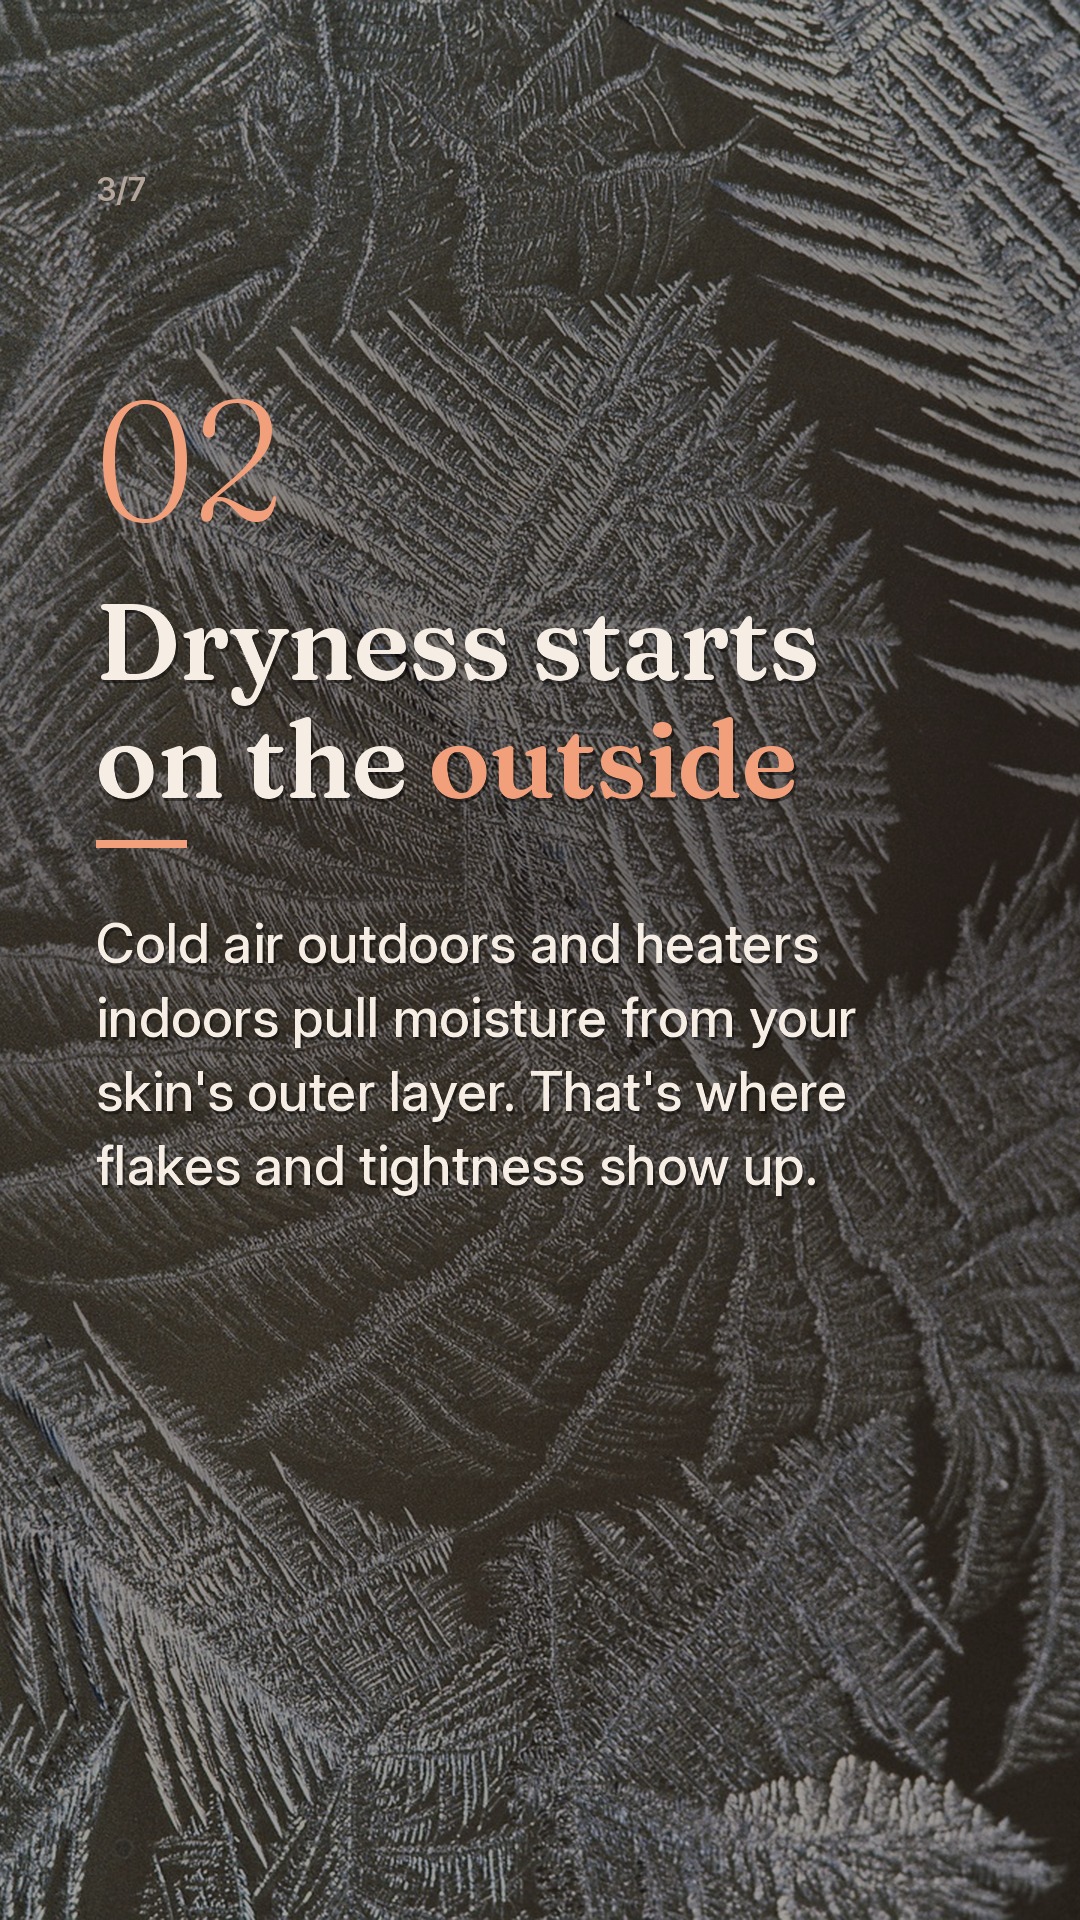 3/7
02
Dryness starts
on the outside
Cold air outdoors and heaters
indoors pull moisture from your
skin's outer layer. That's where
flakes and tightness show up.